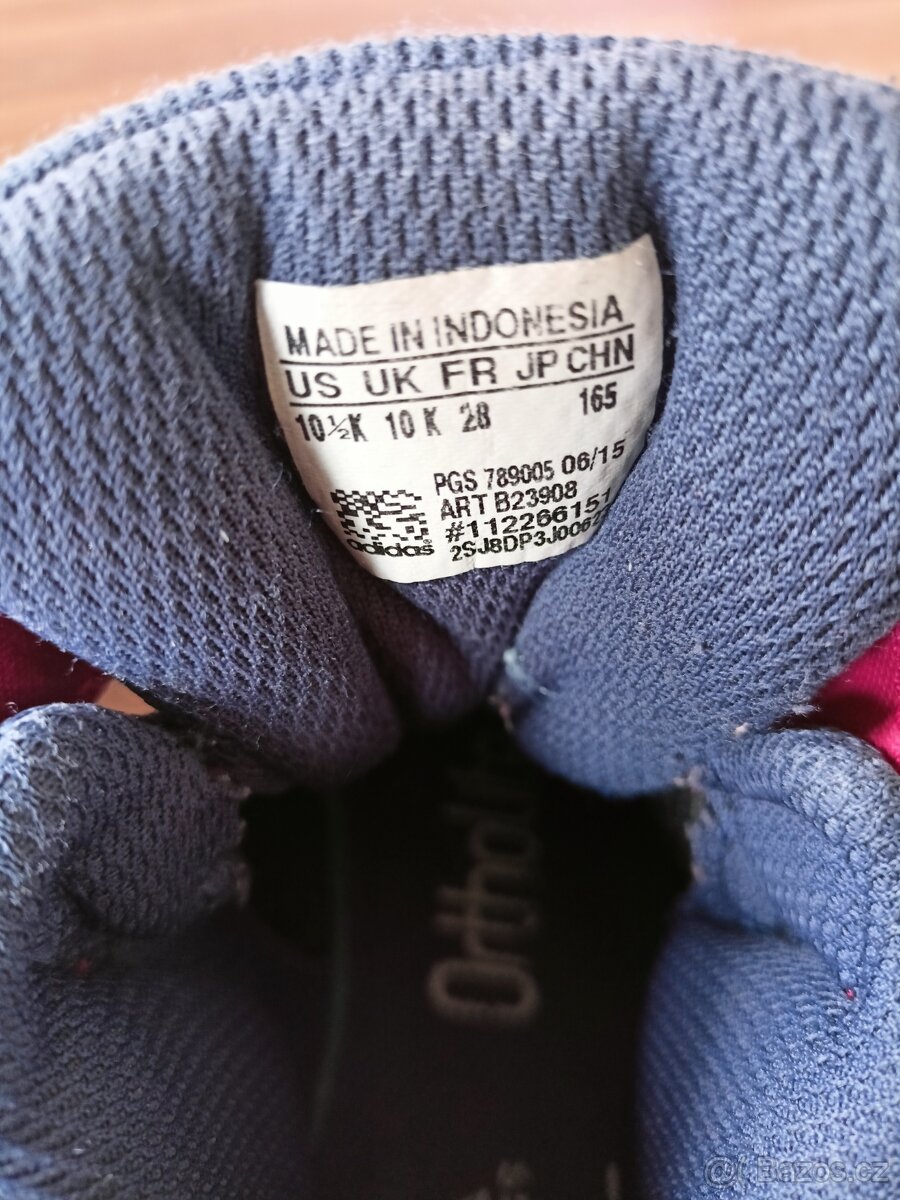 MADE IN INDONESIA
US UK FR JP CHN
10½K 10 K 28 165
PGS 789005 06/15
ART B23908
#112266151
adidas
Bazos.cz